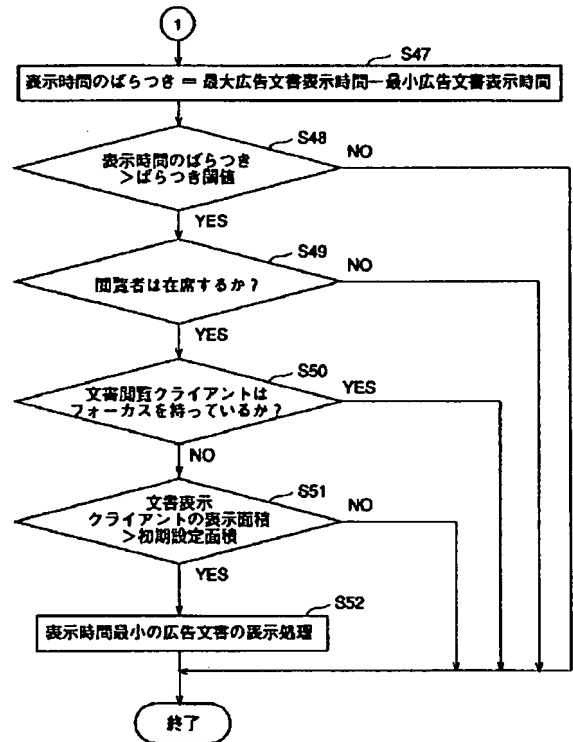 1
S47
表示時間のばらつき = 最大広告文書表示時間−最小広告文書表示時間
S48
表示時間のばらつき
>ばらつき閾値
NO
YES
S49
閲覧者は在席するか?
NO
YES
S50
文書閲覧クライアントは
フォーカスを持っているか?
YES
NO
S51
文書表示
クライアントの表示面積
>初期設定面積
NO
YES
S52
表示時間最小の広告文書の表示処理
終了